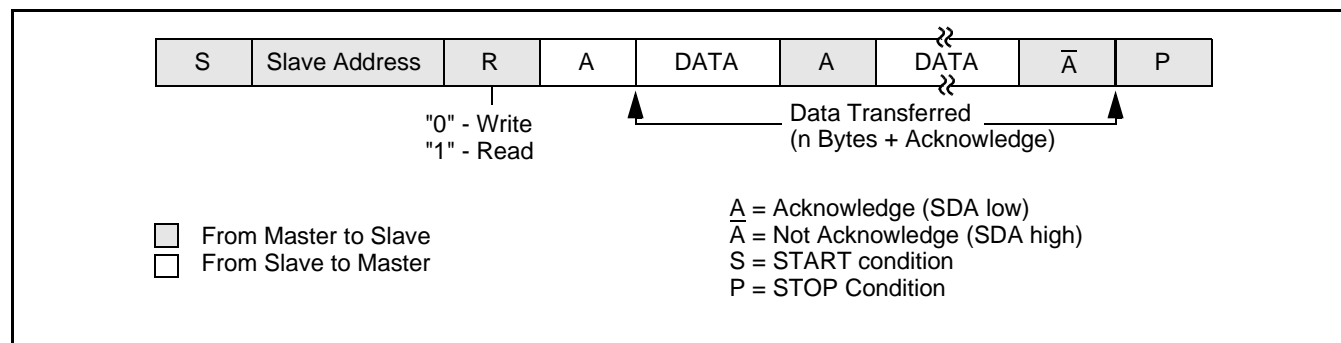 S Slave Address R A DATA A DATA A̅ P
"0" - Write
"1" - Read
Data Transferred
(n Bytes + Acknowledge)
From Master to Slave
From Slave to Master
A = Acknowledge (SDA low)
A̅ = Not Acknowledge (SDA high)
S = START condition
P = STOP Condition